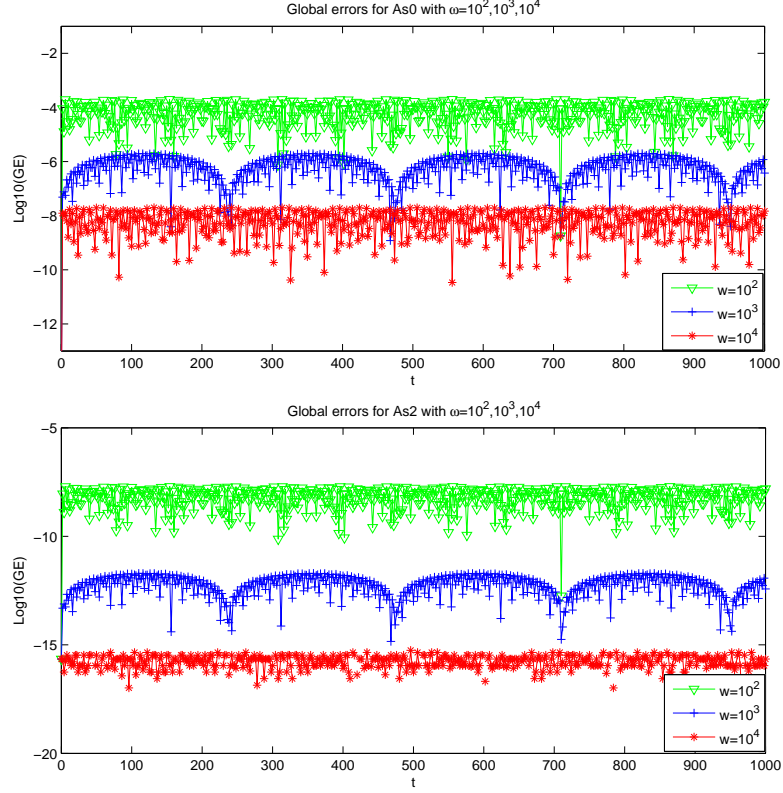 Global errors for As0 with ω=10²,10³,10⁴
Log10(GE)
−2
−4
−6
−8
−10
−12
0 100 200 300 400 500 600 700 800 900 1000
t
w=10²
w=10³
w=10⁴
Global errors for As2 with ω=10²,10³,10⁴
Log10(GE)
−5
−10
−15
−20
0 100 200 300 400 500 600 700 800 900 1000
t
w=10²
w=10³
w=10⁴